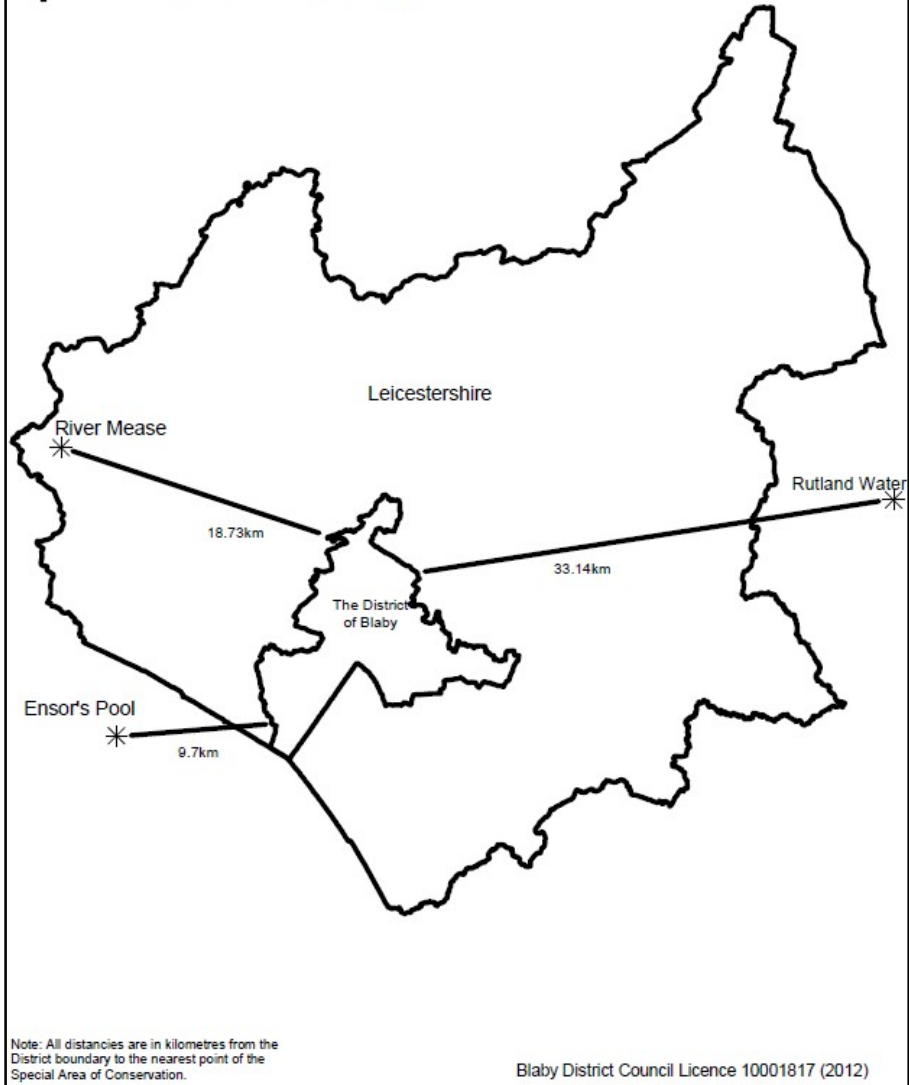 Leicestershire
River Mease
Rutland Water
18.73km
33.14km
The District
of Blaby
Ensor's Pool
9.7km
Note: All distancies are in kilometres from the
District boundary to the nearest point of the
Special Area of Conservation.
Blaby District Council Licence 10001817 (2012)